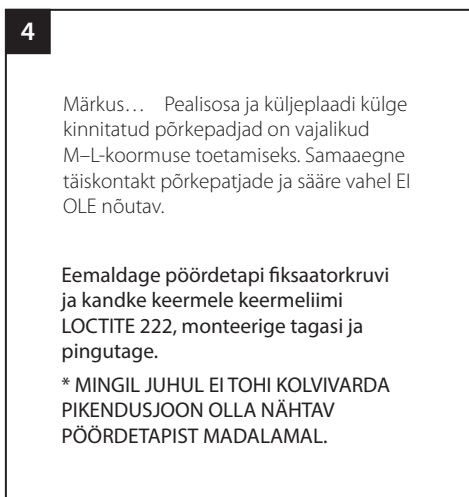 4
Märkus… Pealisosa ja küljeplaadi külge
kinnitatud põrkepadjad on vajalikud
M–L-koormuse toetamiseks. Samaaegne
täiskontakt põrkepatjade ja sääre vahel EI
OLE nõutav.
Eemaldage pöördetapi fiksaatorkruvi
ja kandke keermele keermeliimi
LOCTITE 222, monteerige tagasi ja
pingutage.
* MINGIL JUHUL EI TOHI KOLVIVARDA
PIKENDUSJOON OLLA NÄHTAV
PÖÖRDETAPIST MADALAMAL.